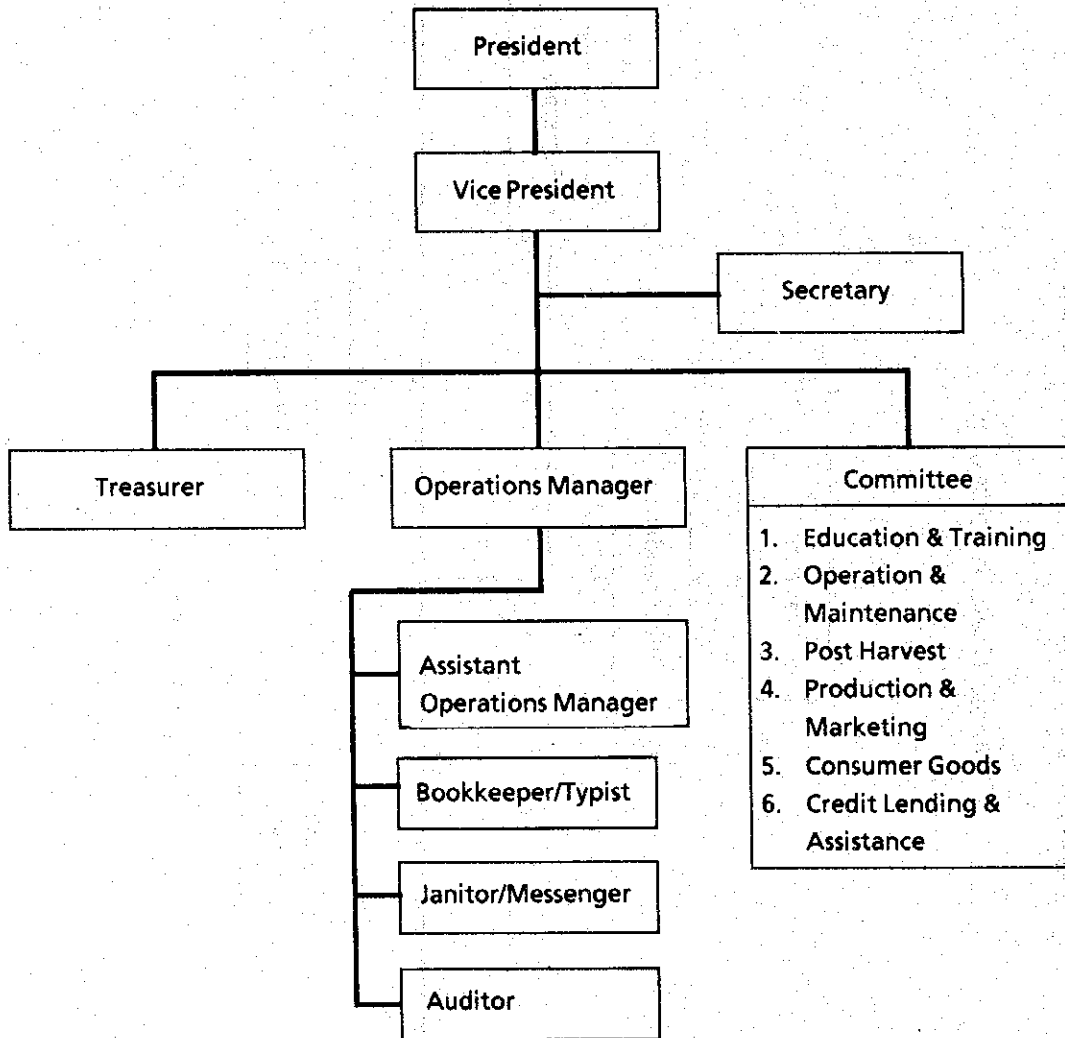 President
Vice President
Secretary
Treasurer
Operations Manager
Committee
1. Education & Training
2. Operation &
Maintenance
3. Post Harvest
4. Production &
Marketing
5. Consumer Goods
6. Credit Lending &
Assistance
Assistant
Operations Manager
Bookkeeper/Typist
Janitor/Messenger
Auditor